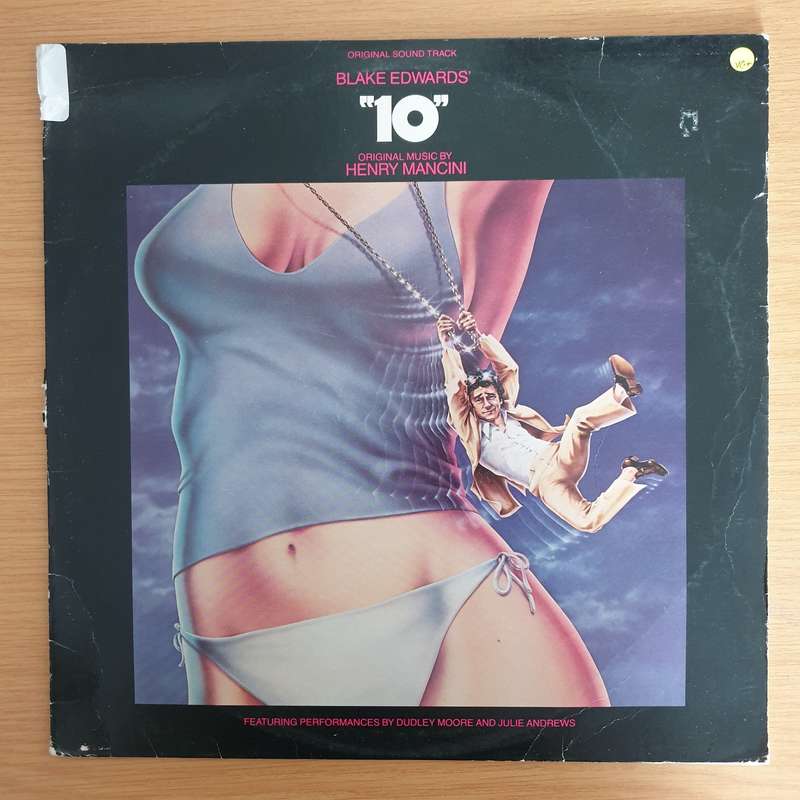 ORIGINAL SOUND TRACK
BLAKE EDWARDS'
"10"
ORIGINAL MUSIC BY
HENRY MANCINI
FEATURING PERFORMANCES BY DUDLEY MOORE AND JULIE ANDREWS